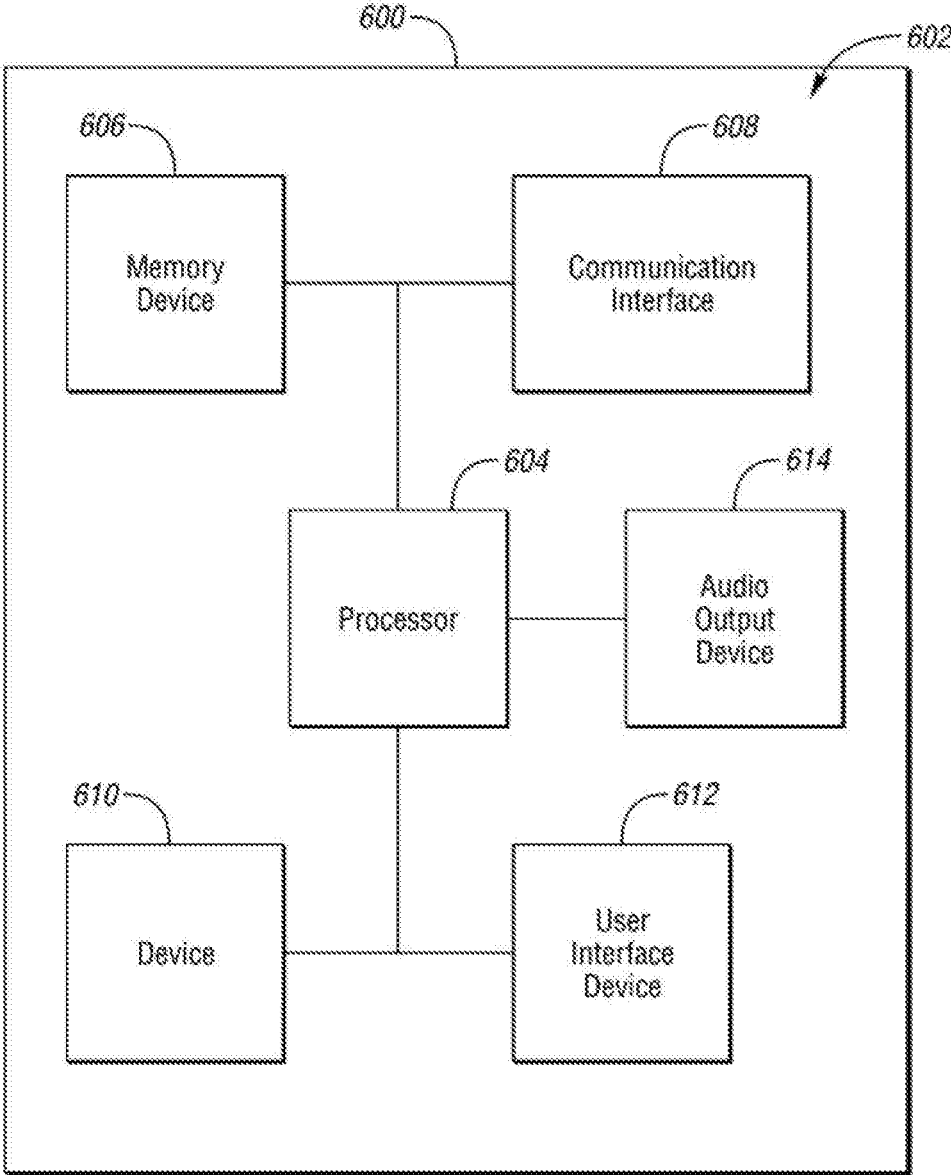 600
602
606
608
Memory
Device
Communication
Interface
604
614
Processor
Audio
Output
Device
610
612
Device
User
Interface
Device